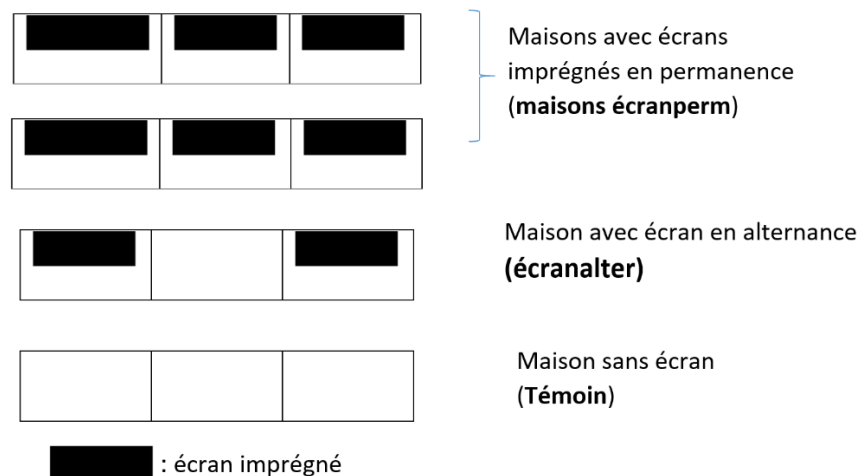 Maisons avec écrans
imprégnés en permanence
(maisons écranperm)
Maison avec écran en alternance
(écranalter)
Maison sans écran
(Témoin)
: écran imprégné